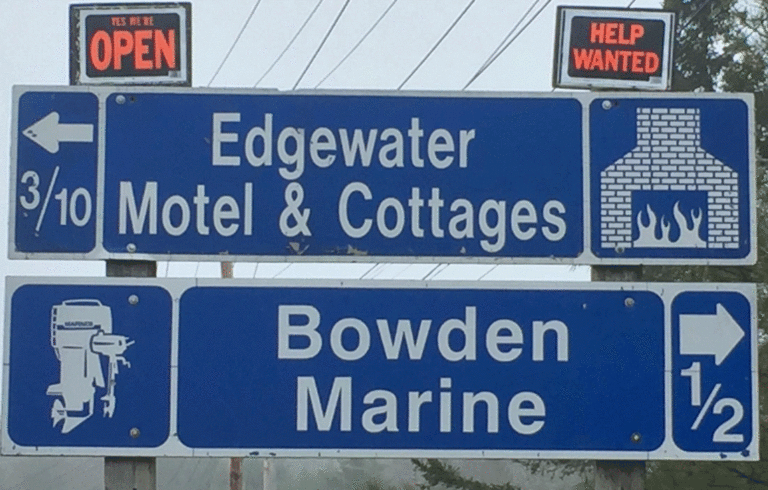 YES WE'RE
OPEN
HELP
WANTED
3/10
Edgewater
Motel & Cottages
Bowden
Marine
1/2